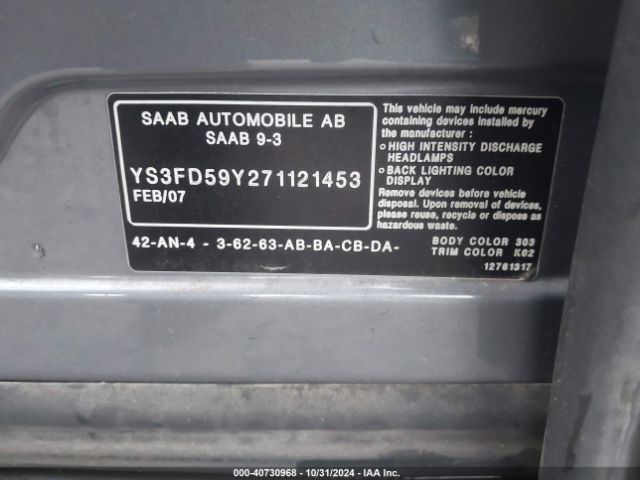 SAAB AUTOMOBILE AB
SAAB 9-3
YS3FD59Y271121453
FEB/07
This vehicle may include mercury
containing devices installed by
the manufacturer :
o HIGH INTENSITY DISCHARGE
HEADLAMPS
o BACK LIGHTING COLOR
DISPLAY
Remove devices before vehicle
disposal. Upon removal of devices,
please reuse, recycle or dispose as
hazardous waste.
42-AN-4 - 3-62-63-AB-BA-CB-DA-
BODY COLOR 303
TRIM COLOR K02
12761317
000-40730968 - 10/31/2024 - IAA Inc.